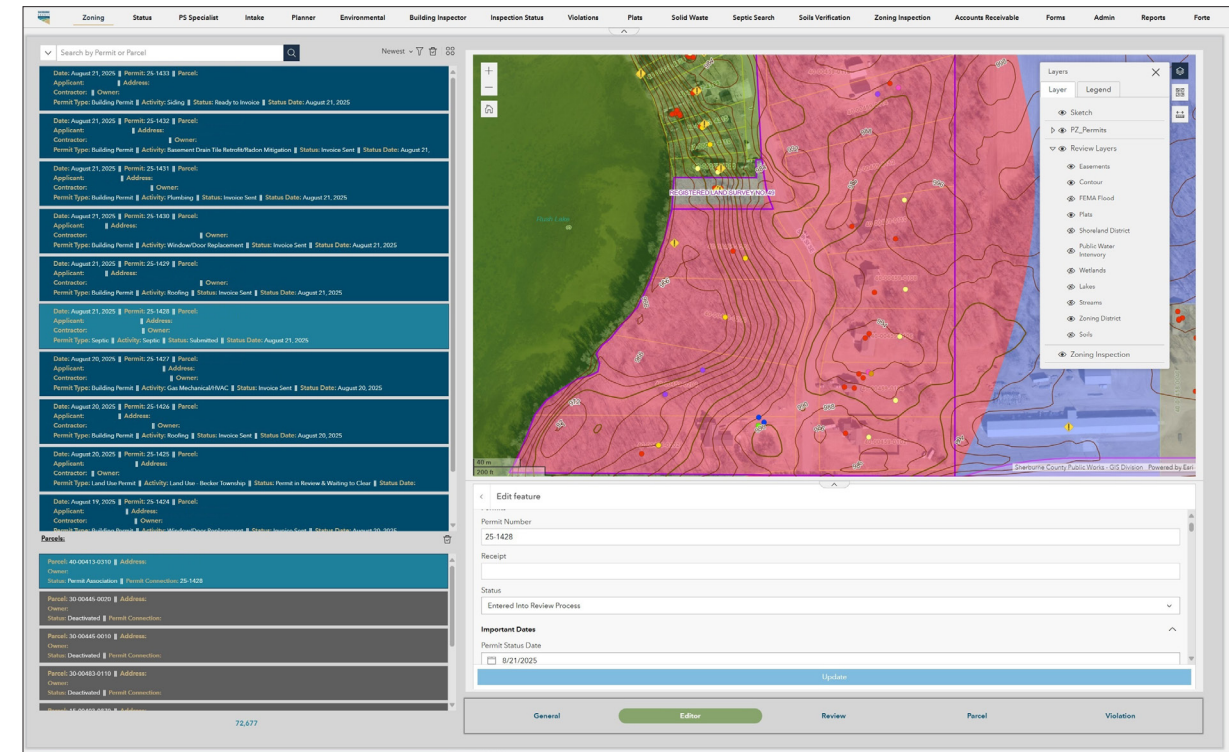 Zoning Status PS Specialist Intake Planner Environmental Building Inspector Inspection Status Violations Plats Solid Waste Septic Search Soils Verification Zoning Inspection Accounts Receivable Forms Admin Reports Forte
Search by Permit or Parcel
Newest
Date: August 21, 2025 || Permit: 25-1433 || Parcel:
Applicant: || Address:
Contractor: || Owner:
Permit Type: Building Permit || Activity: Siding || Status: Ready to Invoice || Status Date: August 21, 2025
Date: August 21, 2025 || Permit: 25-1432 || Parcel:
Applicant: || Address:
Contractor: || Owner:
Permit Type: Building Permit || Activity: Basement Drain Tile Retrofit/Radon Mitigation || Status: Invoice Sent || Status Date: August 21,
Date: August 21, 2025 || Permit: 25-1431 || Parcel:
Applicant: || Address:
Contractor: || Owner:
Permit Type: Building Permit || Activity: Plumbing || Status: Invoice Sent || Status Date: August 21, 2025
Date: August 21, 2025 || Permit: 25-1430 || Parcel:
Applicant: || Address:
Contractor: || Owner:
Permit Type: Building Permit || Activity: Window/Door Replacement || Status: Invoice Sent || Status Date: August 21, 2025
Date: August 21, 2025 || Permit: 25-1429 || Parcel:
Applicant: || Address:
Contractor: || Owner:
Permit Type: Building Permit || Activity: Roofing || Status: Invoice Sent || Status Date: August 21, 2025
Date: August 21, 2025 || Permit: 25-1428 || Parcel:
Applicant: || Address:
Contractor: || Owner:
Permit Type: Septic || Activity: Septic || Status: Submitted || Status Date: August 21, 2025
Date: August 20, 2025 || Permit: 25-1427 || Parcel:
Applicant: || Address:
Contractor: || Owner:
Permit Type: Building Permit || Activity: Gas Mechanical/HVAC || Status: Invoice Sent || Status Date: August 20, 2025
Date: August 20, 2025 || Permit: 25-1426 || Parcel:
Applicant: || Address:
Contractor: || Owner:
Permit Type: Building Permit || Activity: Roofing || Status: Invoice Sent || Status Date: August 20, 2025
Date: August 20, 2025 || Permit: 25-1425 || Parcel:
Applicant: || Address:
Contractor: || Owner:
Permit Type: Land Use Permit || Activity: Land Use - Becker Township || Status: Permit in Review & Waiting to Clear || Status Date:
Date: August 19, 2025 || Permit: 25-1424 || Parcel:
Applicant: || Address:
Contractor: || Owner:
Permit Type: Building Permit || Activity: Window/Door Replacement || Status: Invoice Sent || Status Date: August 20, 2025
Parcels:
Parcel: 40-00413-0310 || Address:
Owner:
Status: Permit Association || Permit Connection: 25-1428
Parcel: 30-00445-0020 || Address:
Owner:
Status: Deactivated || Permit Connection:
Parcel: 30-00445-0010 || Address:
Owner:
Status: Deactivated || Permit Connection:
Parcel: 30-00483-0110 || Address:
Owner:
Status: Deactivated || Permit Connection:
72,677
REGISTERED LAND SURVEY NO. 49
80 m
200 ft
Sherburne County Public Works - GIS Division Powered by Esri
Layers
Layer Legend
Sketch
PZ_Permits
Review Layers
Easements
Contour
FEMA Flood
Plats
Shoreland District
Public Water
Intenvory
Wetlands
Lakes
Streams
Zoning District
Soils
Zoning Inspection
Edit feature
Permit Number
25-1428
Receipt
Status
Entered Into Review Process
Important Dates
Permit Status Date
8/21/2025
Update
General Editor Review Parcel Violation